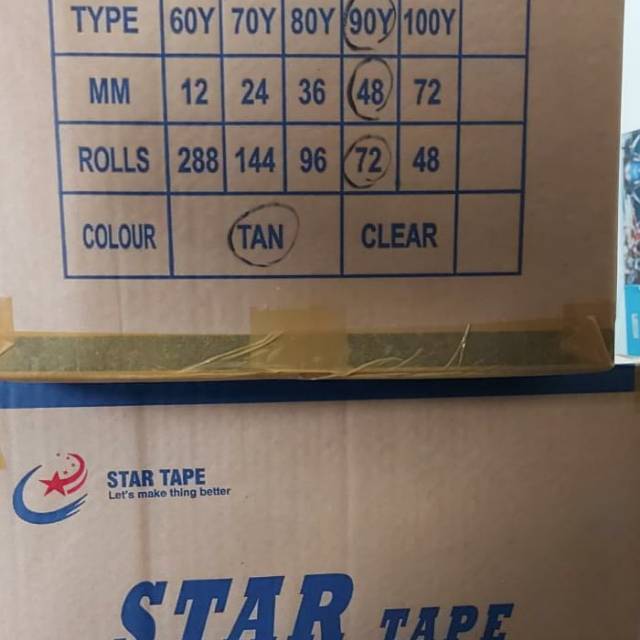 TYPE 60Y 70Y 80Y 90Y 100Y
MM 12 24 36 48 72
ROLLS 288 144 96 72 48
COLOUR TAN CLEAR
STAR TAPE
Let's make thing better
STAR TAPE